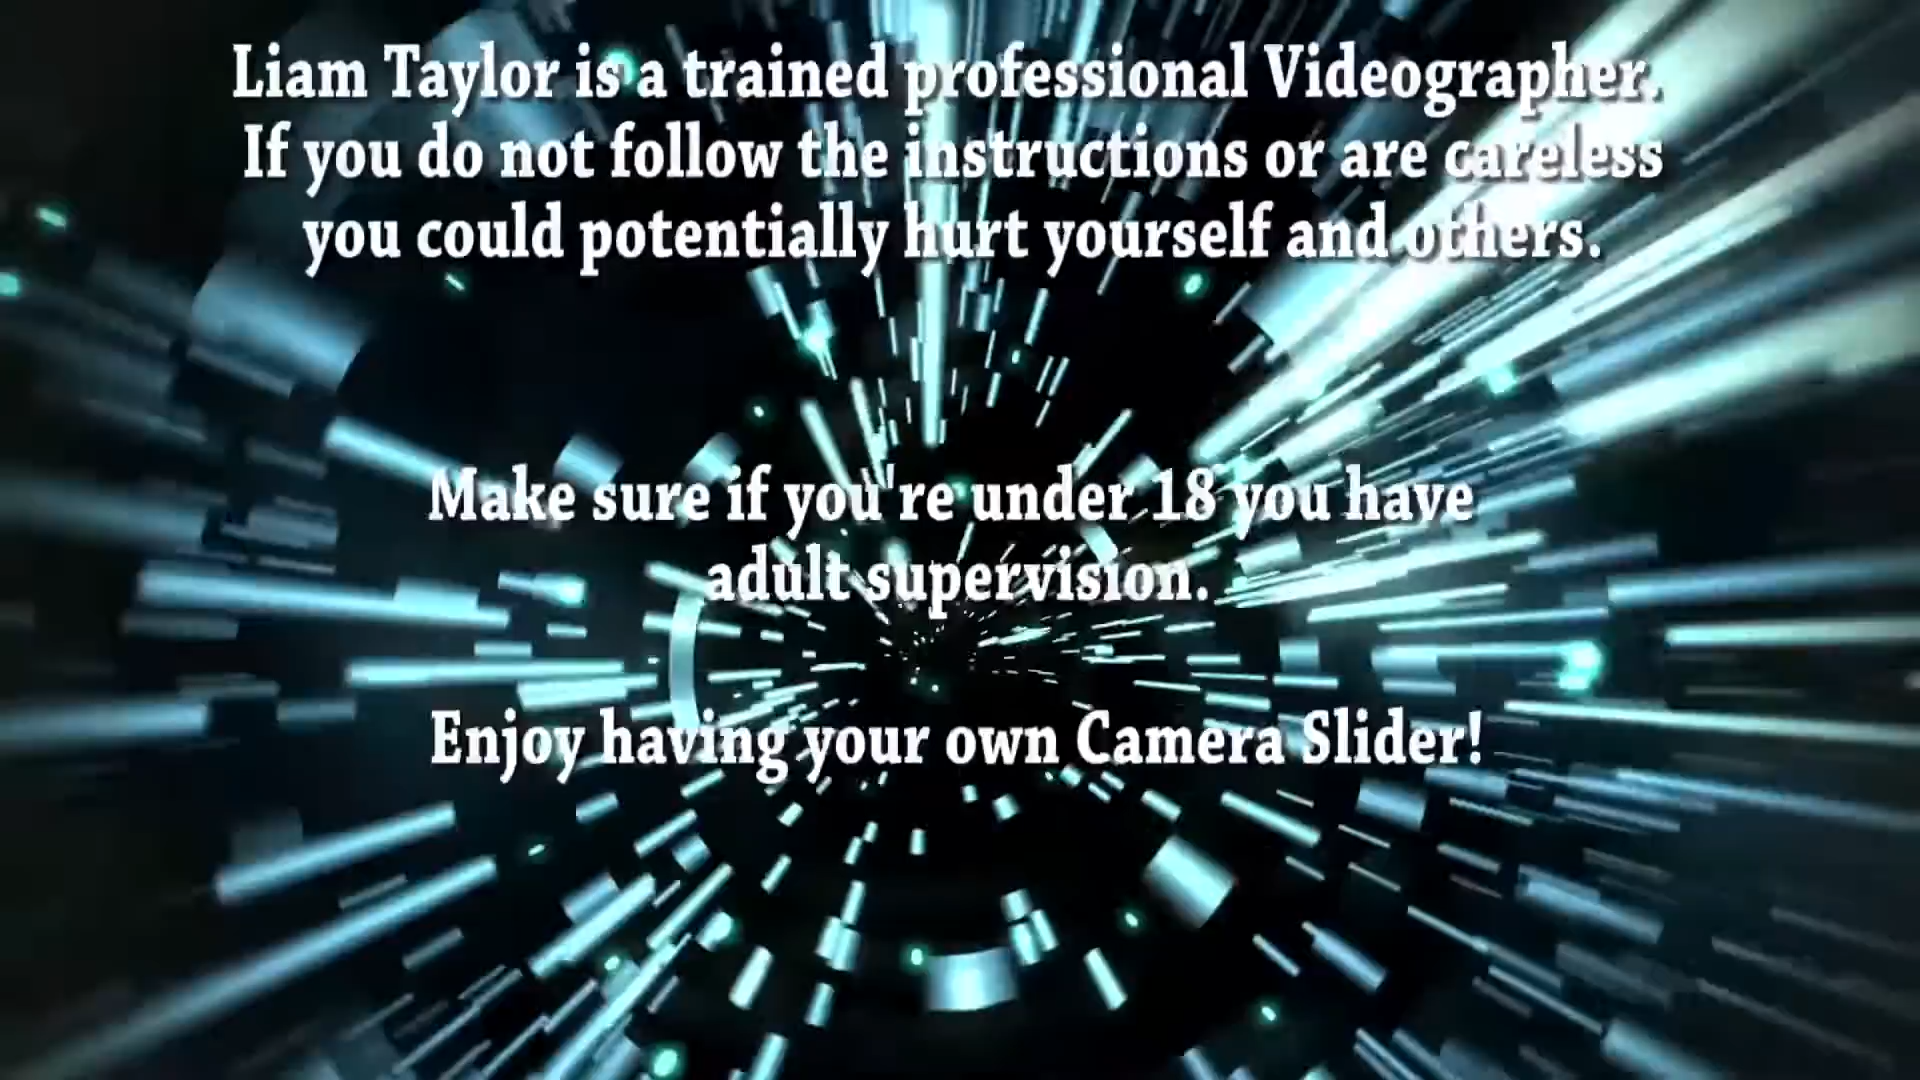 Liam Taylor is a trained professional Videographer.
If you do not follow the instructions or are careless
you could potentially hurt yourself and others.
Make sure if you're under 18 you have
adult supervision.
Enjoy having your own Camera Slider!